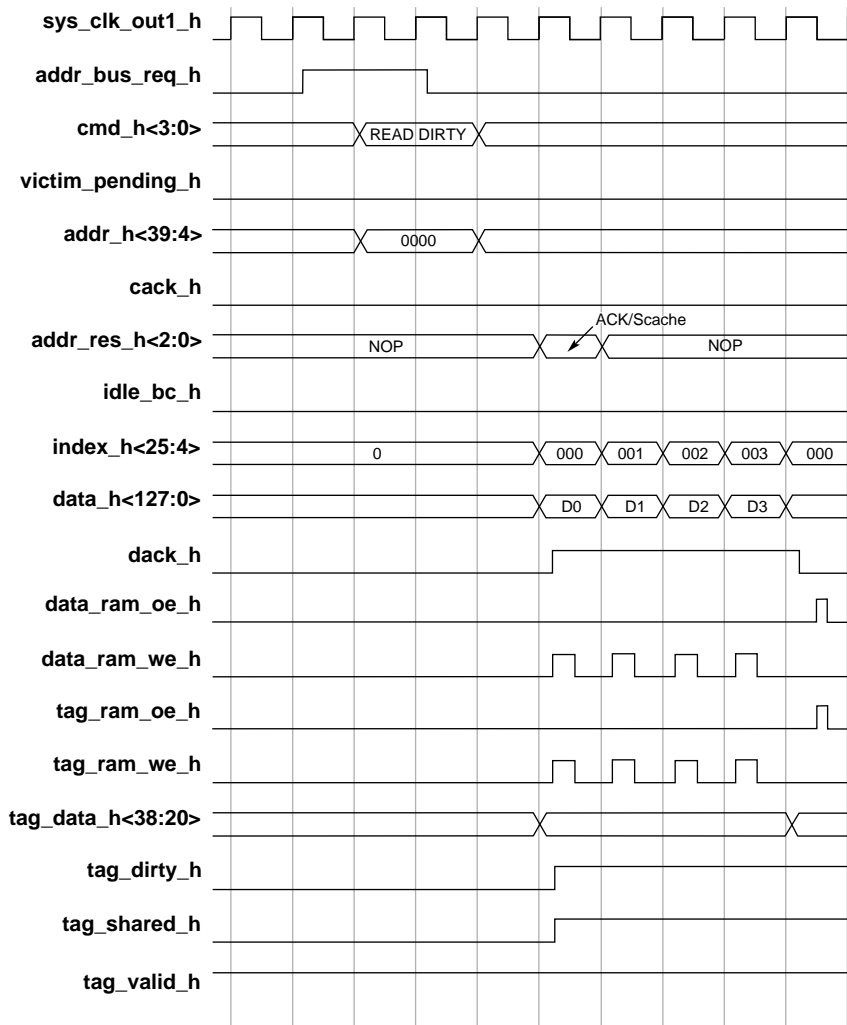 sys_clk_out1_h
addr_bus_req_h
cmd_h<3:0>
READ DIRTY
victim_pending_h
addr_h<39:4>
0000
cack_h
ACK/Scache
addr_res_h<2:0>
NOP
NOP
idle_bc_h
index_h<25:4>
0 000 001 002 003 000
data_h<127:0>
D0 D1 D2 D3
dack_h
data_ram_oe_h
data_ram_we_h
tag_ram_oe_h
tag_ram_we_h
tag_data_h<38:20>
tag_dirty_h
tag_shared_h
tag_valid_h